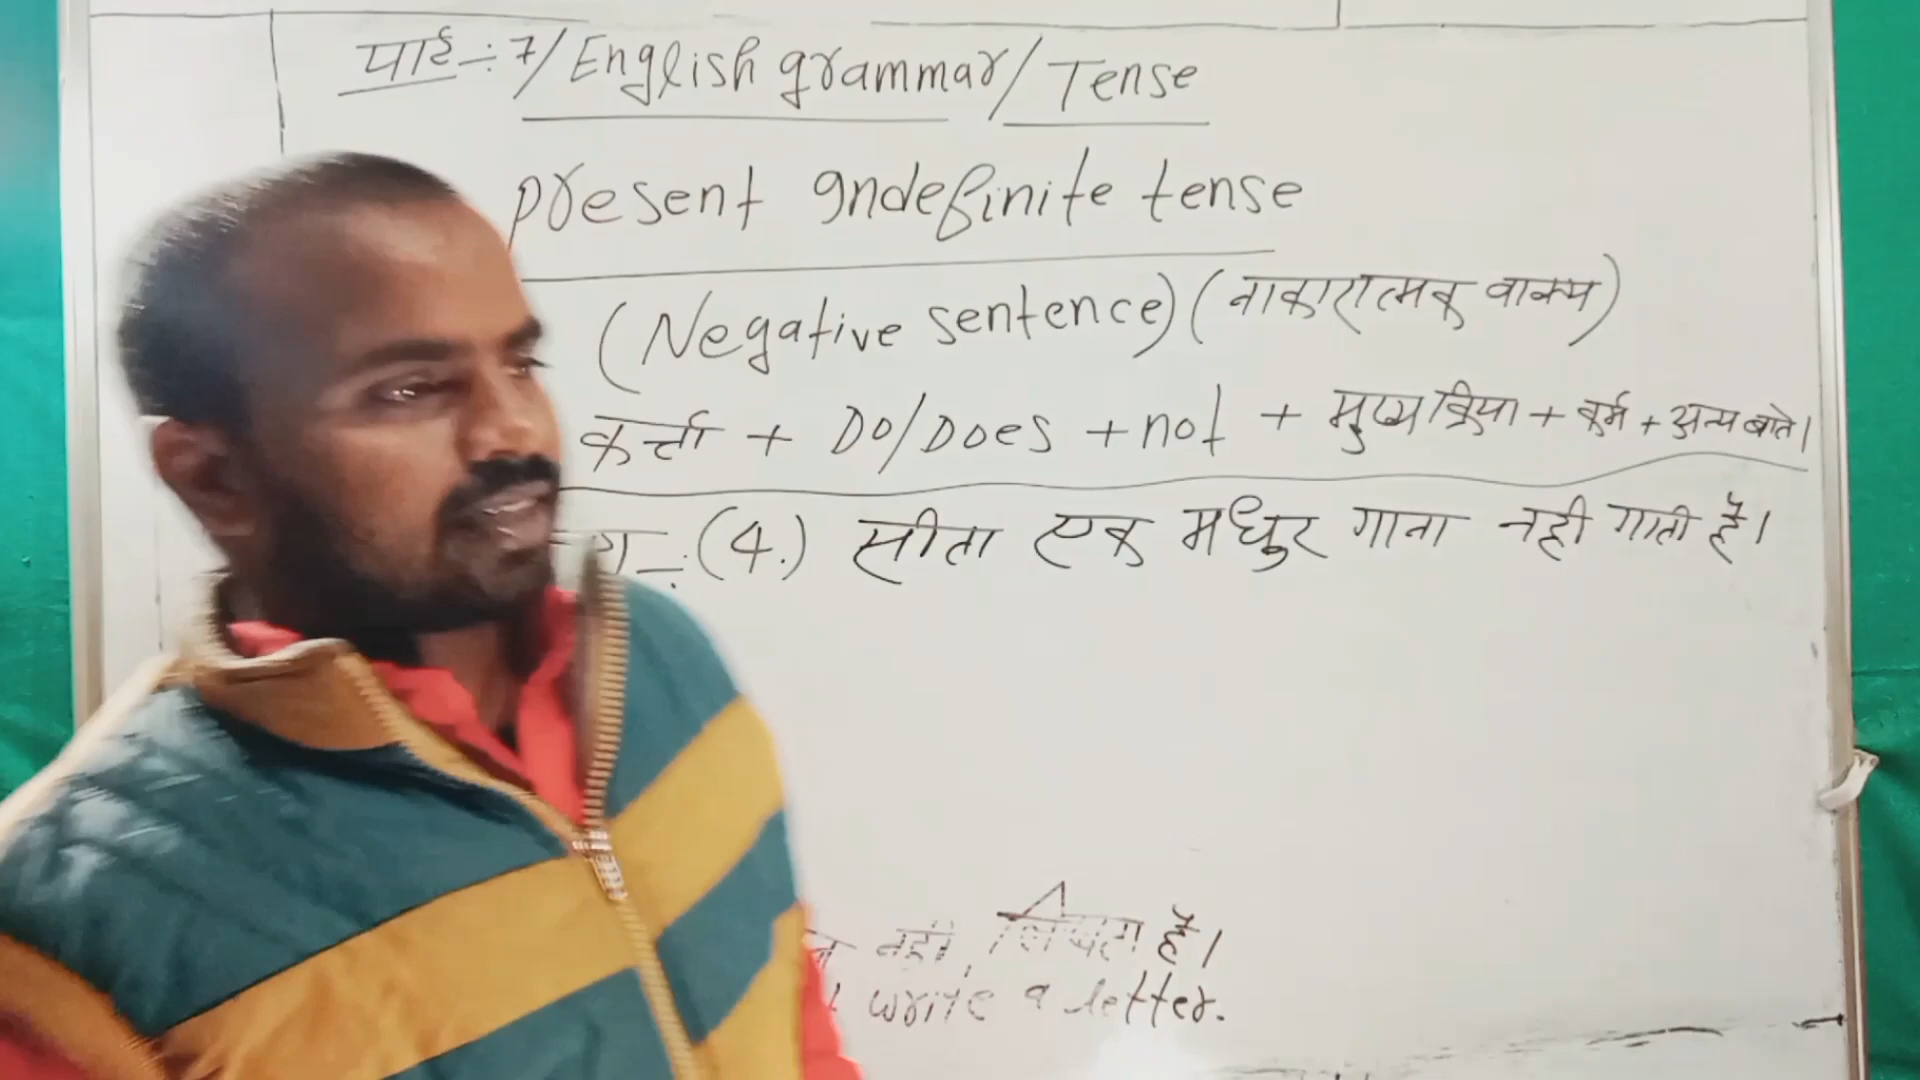 पाठ÷7/English grammar/Tense
present Indefinite tense
(Negative sentence) (नाकारात्मक वाक्य)
कर्त्ता + Do/Does + not + मुख्य क्रिया + कर्म + अन्य बाते।
(4.) सीता एक मधुर गाना नही गाती है।
नही लिखता है।
write a letter.